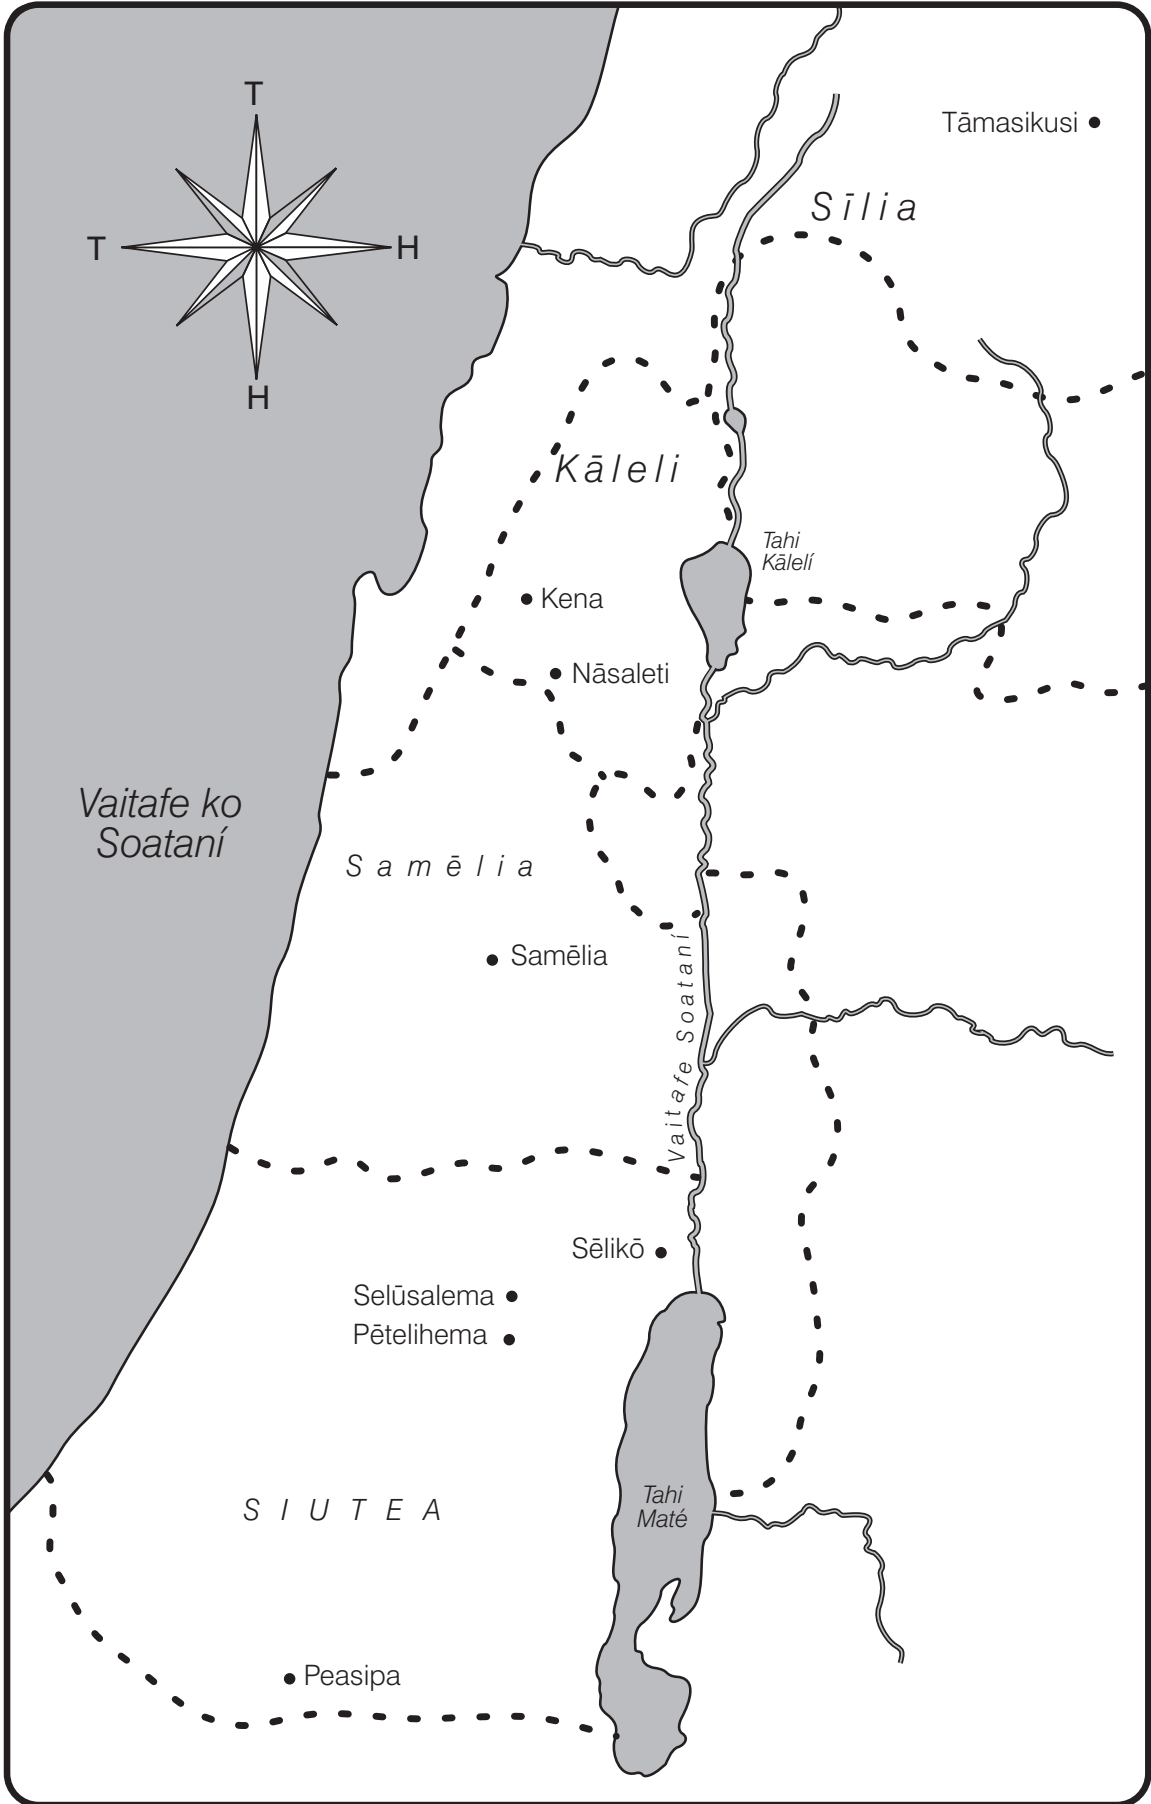 T
Tāmasikusi
Sīlia
T
H
H
Kāleli
Tahi
Kālelí
Kena
Nāsaleti
Vaitafe ko
Soataní
Samēlia
Samēlia
Vaitafe Soataní
Sēlikō
Selūsalema
Pētelihema
Tahi
Maté
SIUTEA
Peasipa